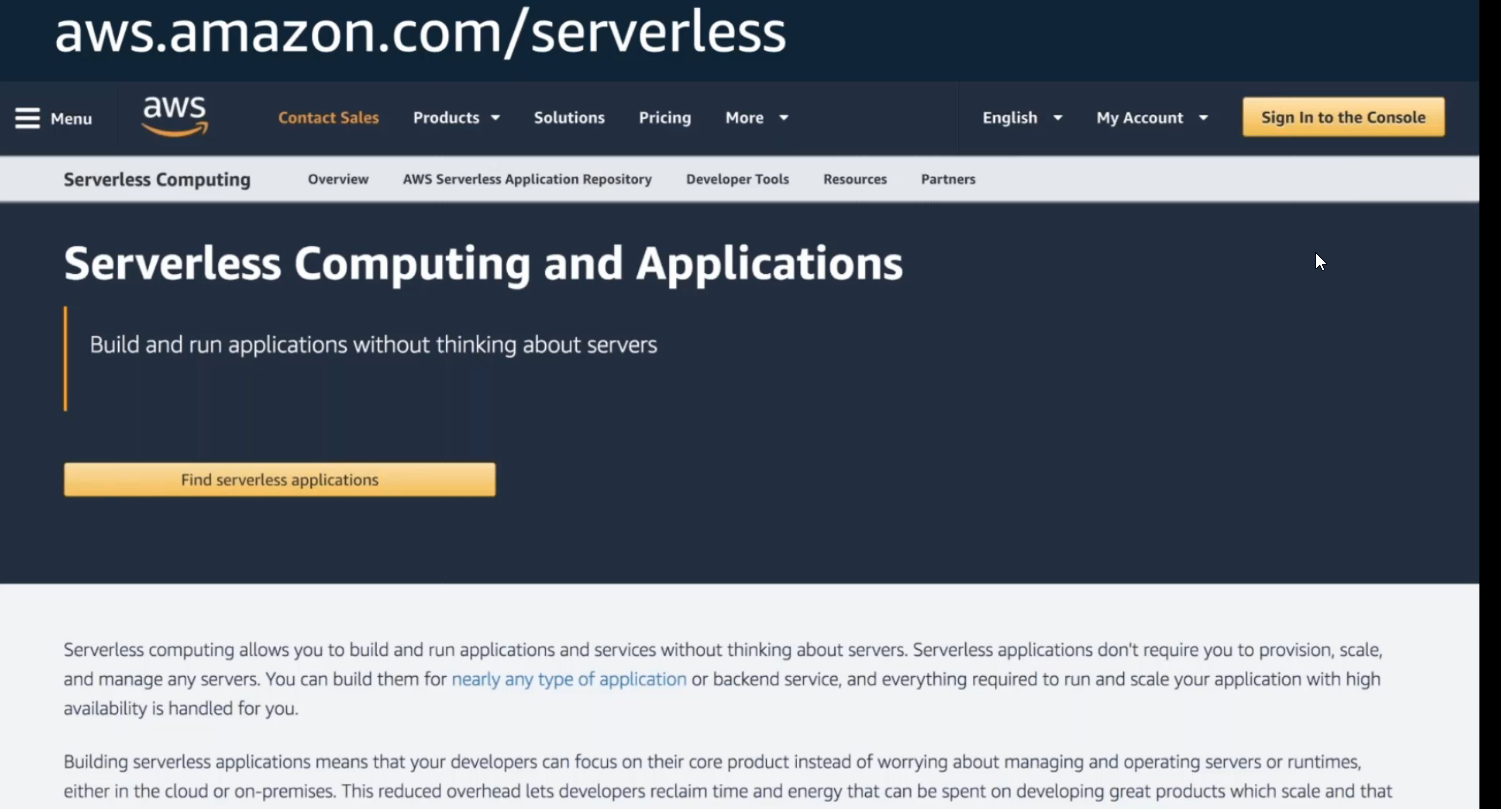 aws.amazon.com/serverless
Menu aws Contact Sales Products Solutions Pricing More English My Account Sign In to the Console
Serverless Computing Overview AWS Serverless Application Repository Developer Tools Resources Partners
Serverless Computing and Applications
Build and run applications without thinking about servers
Find serverless applications
Serverless computing allows you to build and run applications and services without thinking about servers. Serverless applications don't require you to provision, scale,
and manage any servers. You can build them for nearly any type of application or backend service, and everything required to run and scale your application with high
availability is handled for you.
Building serverless applications means that your developers can focus on their core product instead of worrying about managing and operating servers or runtimes,
either in the cloud or on-premises. This reduced overhead lets developers reclaim time and energy that can be spent on developing great products which scale and that